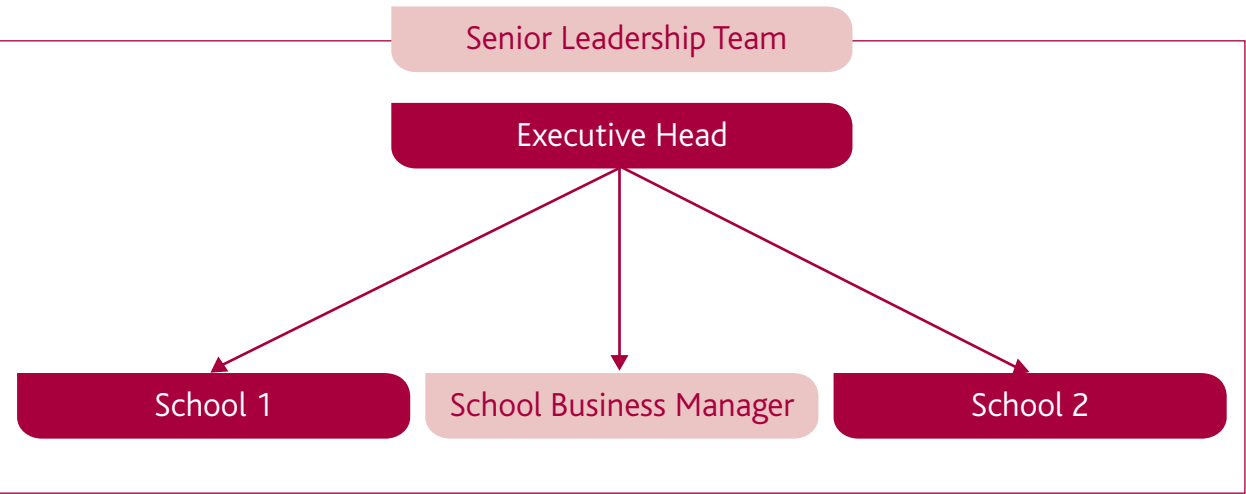 Senior Leadership Team
Executive Head
School 1
School Business Manager
School 2